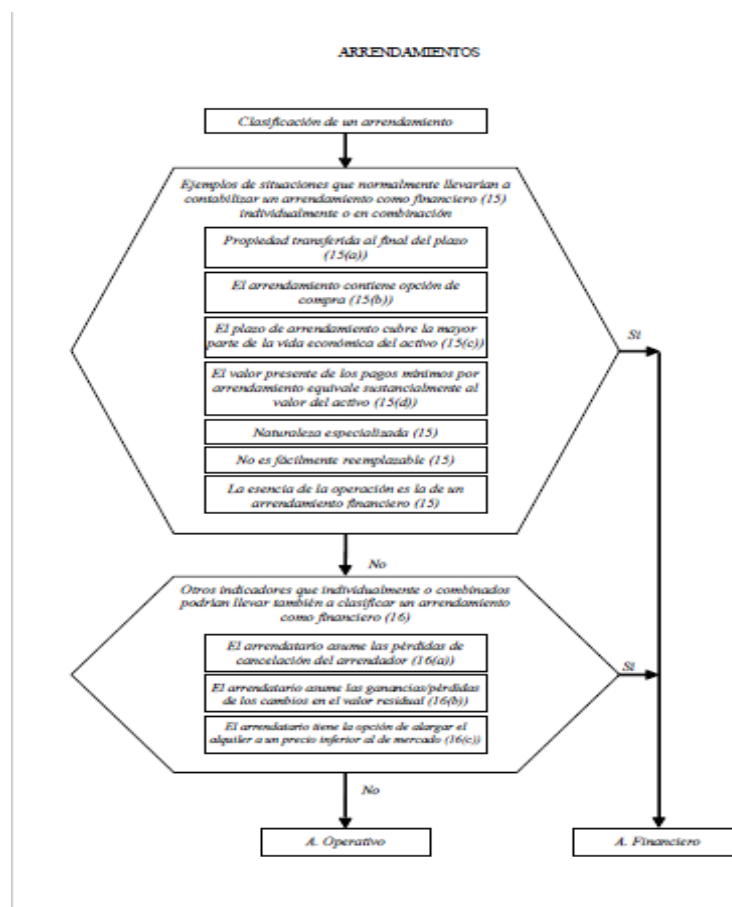 ARRENDAMIENTOS
Clasificación de un arrendamiento
Ejemplos de situaciones que normalmente llevarían a
contabilizar un arrendamiento como financiero (15)
individualmente o en combinación
Propiedad transferida al final del plazo
(15(a))
El arrendamiento contiene opción de
compra (15(b))
El plazo de arrendamiento cubre la mayor
parte de la vida económica del activo (15(c))
Si
El valor presente de los pagos mínimos por
arrendamiento equivale sustancialmente al
valor del activo (15(d))
Naturaleza especializada (15)
No es fácilmente reemplazable (15)
La esencia de la operación es la de un
arrendamiento financiero (15)
No
Otros indicadores que individualmente o combinados
podrían llevar también a clasificar un arrendamiento
como financiero (16)
El arrendatario asume las pérdidas de
cancelación del arrendador (16(a))
Si
El arrendatario asume las ganancias/pérdidas
de los cambios en el valor residual (16(b))
El arrendatario tiene la opción de alargar el
alquiler a un precio inferior al de mercado (16(c))
No
A. Operativo
A. Financiero